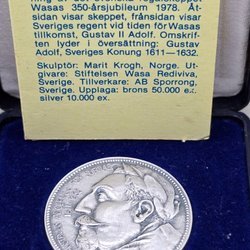 Wasas 350-årsjubileum 1978. Åt-
sidan visar skeppet, frånsidan visar
Sveriges regent vid tiden för Wasas
tillkomst, Gustav II Adolf. Omskrif-
ten lyder i översättning: Gustav
Adolf, Sveriges Konung 1611—1632.
Skulptör: Marit Krogh, Norge. Ut-
givare: Stiftelsen Wasa Rediviva,
Sverige. Tillverkare: AB Sporrong,
Sverige. Upplaga: brons 50.000 ex.,
silver 10.000 ex.